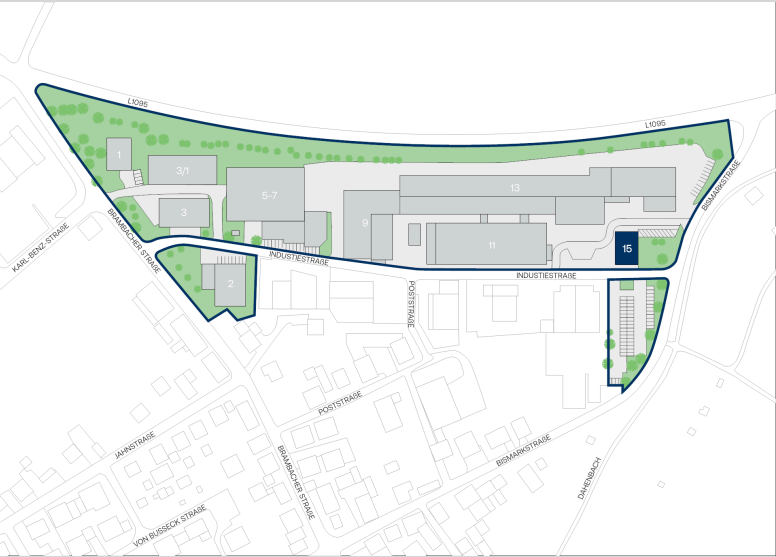 L1095
L1095
1
3/1
5-7
13
3
9
11
15
2
BRAMBACHER STRAẞE
KARL-BENZ-STRAẞE
BISMARKSTRAẞE
INDUSTIESTRAẞE
INDUSTIESTRAẞE
POSTSTRAẞE
POSTSTRAẞE
JAHNSTRAẞE
BRAMBACHER STRAẞE
BISMARKSTRAẞE
DAHENBACH
VON BUSSECK STRAẞE